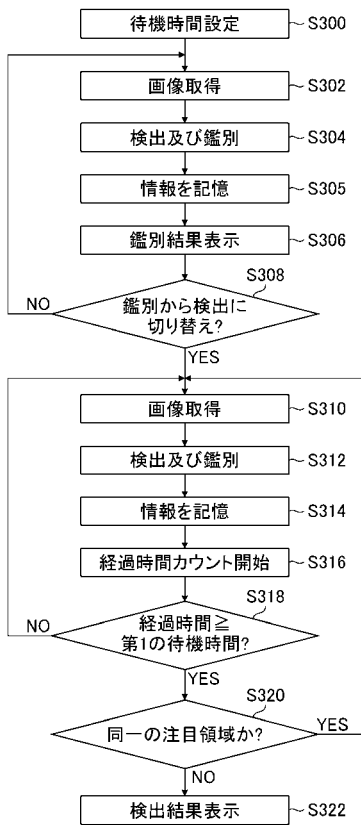 待機時間設定
S300
画像取得
S302
検出及び鑑別
S304
情報を記憶
S305
鑑別結果表示
S306
S308
鑑別から検出に
切り替え?
NO
YES
画像取得
S310
検出及び鑑別
S312
情報を記憶
S314
経過時間カウント開始
S316
S318
経過時間≧
第1の待機時間?
NO
YES
S320
同一の注目領域か?
YES
NO
検出結果表示
S322